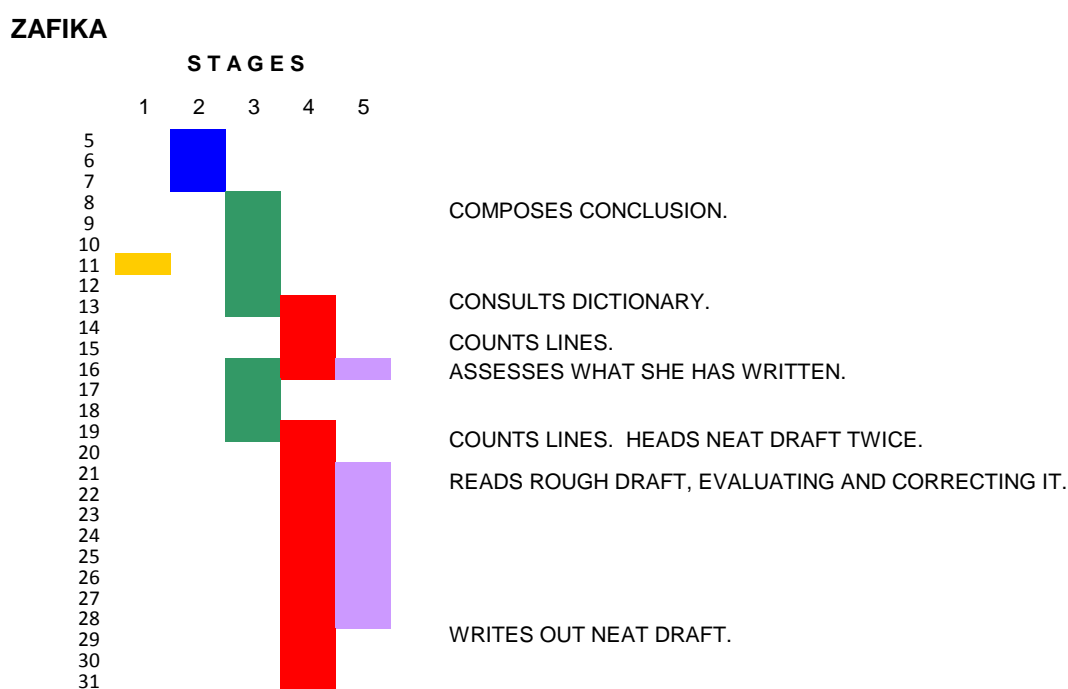 ZAFIKA
S T A G E S
1 2 3 4 5
5
6
7
8 COMPOSES CONCLUSION.
9
10
11
12
13 CONSULTS DICTIONARY.
14
15 COUNTS LINES.
16 ASSESSES WHAT SHE HAS WRITTEN.
17
18
19 COUNTS LINES. HEADS NEAT DRAFT TWICE.
20
21 READS ROUGH DRAFT, EVALUATING AND CORRECTING IT.
22
23
24
25
26
27
28
29 WRITES OUT NEAT DRAFT.
30
31